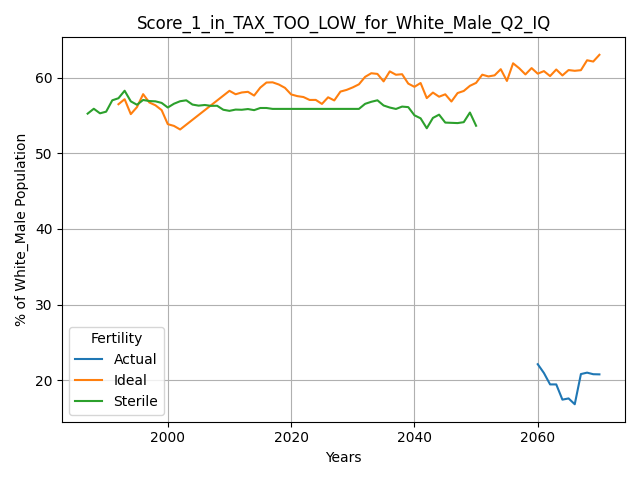 Score_1_in_TAX_TOO_LOW_for_White_Male_Q2_IQ
% of White_Male Population
60
50
40
30
20
Fertility
Actual
Ideal
Sterile
2000
2020
2040
2060
Years